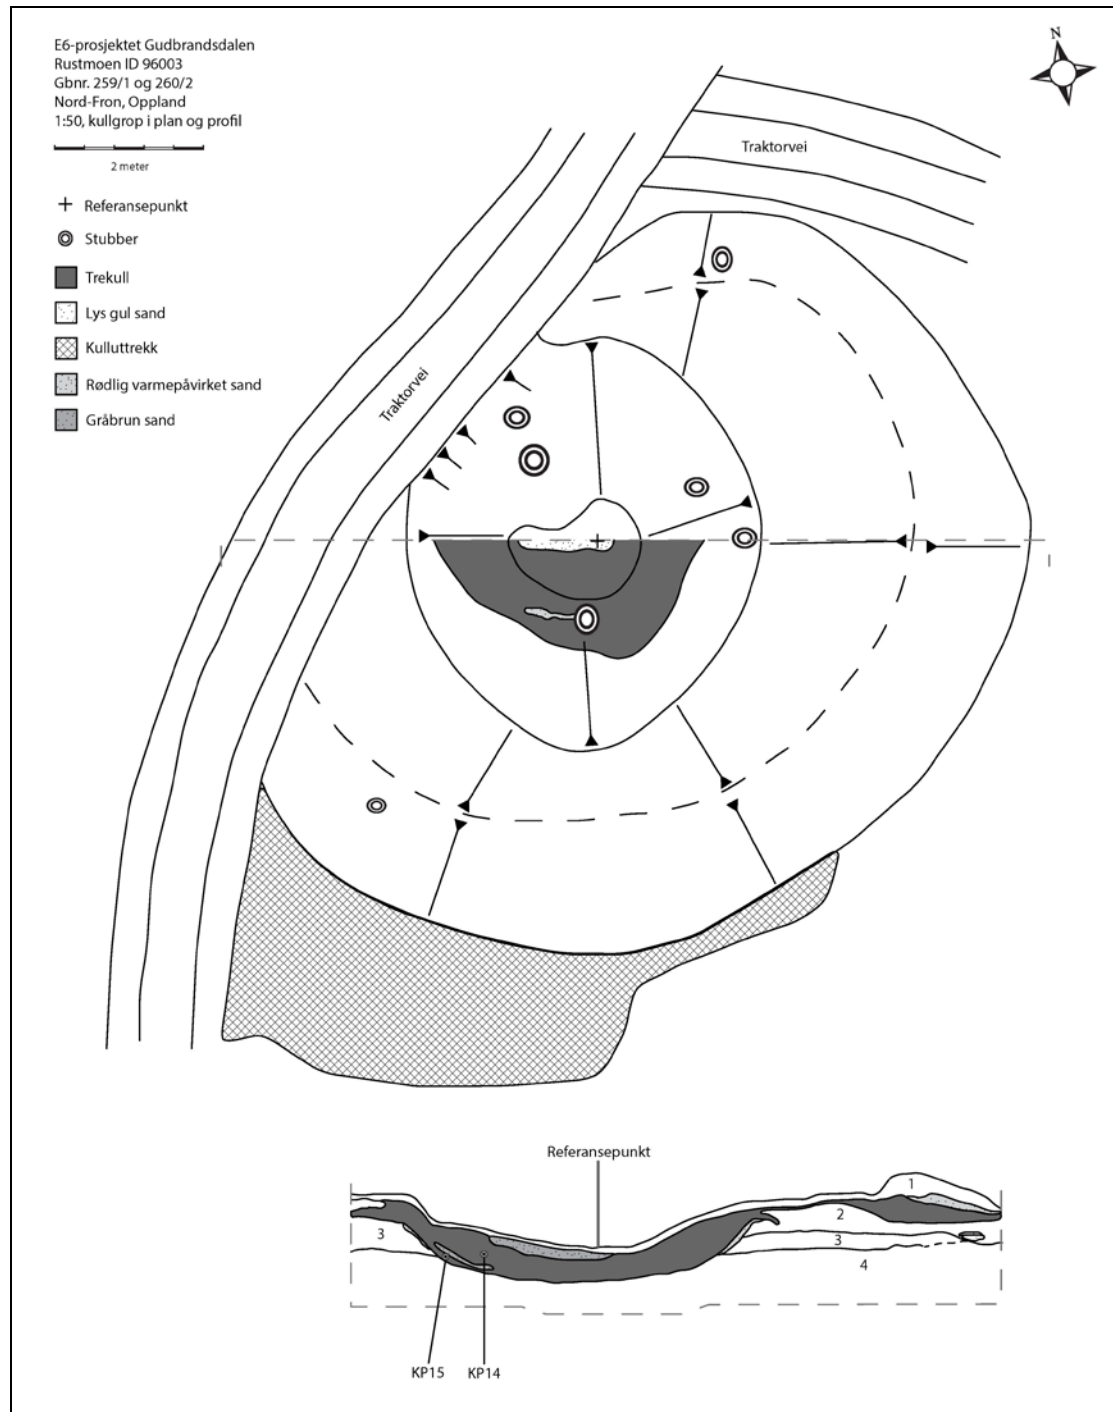 E6-prosjektet Gudbrandsdalen
Rustmoen ID 96003
Gbnr. 259/1 og 260/2
Nord-Fron, Oppland
1:50, kullgrop i plan og profil
2 meter
Referansepunkt
Stubber
Trekull
Lys gul sand
Kulluttrekk
Rødlig varmepåvirket sand
Gråbrun sand
N
Traktorvei
Traktorvei
Referansepunkt
1
2
3
3
4
KP15 KP14